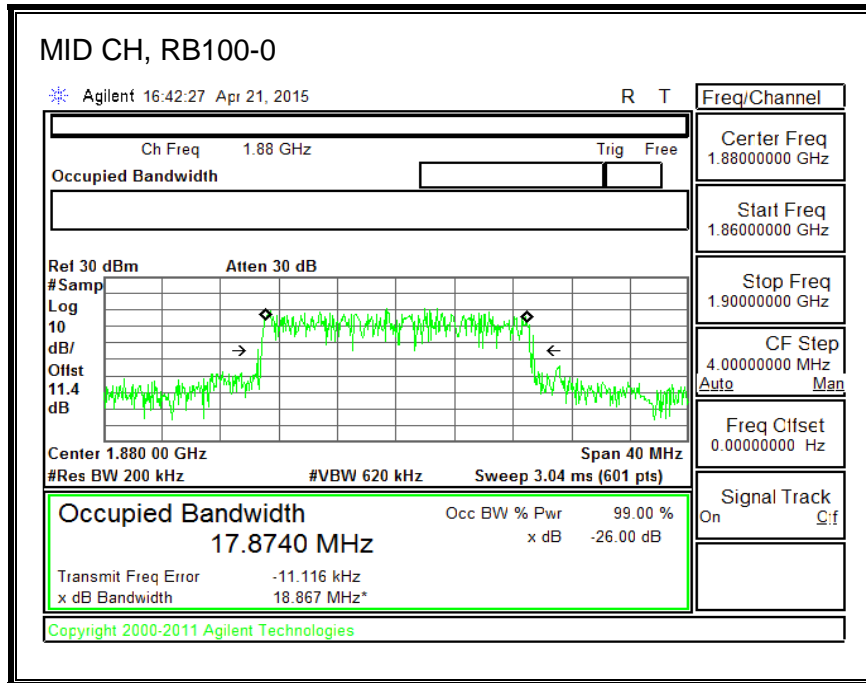 MID CH, RB100-0
Agilent 16:42:27 Apr 21, 2015 R T
Freq/Channel
Ch Freq 1.88 GHz Trig Free
Occupied Bandwidth
Center Freq
1.88000000 GHz
Start Freq
1.86000000 GHz
Stop Freq
1.90000000 GHz
CF Step
4.00000000 MHz
Auto Man
Freq Offset
0.00000000 Hz
Signal Track
On Off
Ref 30 dBm Atten 30 dB
#Samp
Log
10
dB/
Offst
11.4
dB
Center 1.880 00 GHz Span 40 MHz
#Res BW 200 kHz #VBW 620 kHz Sweep 3.04 ms (601 pts)
Occupied Bandwidth
17.8740 MHz
Occ BW % Pwr 99.00 %
x dB -26.00 dB
Transmit Freq Error -11.116 kHz
x dB Bandwidth 18.867 MHz*
Copyright 2000-2011 Agilent Technologies